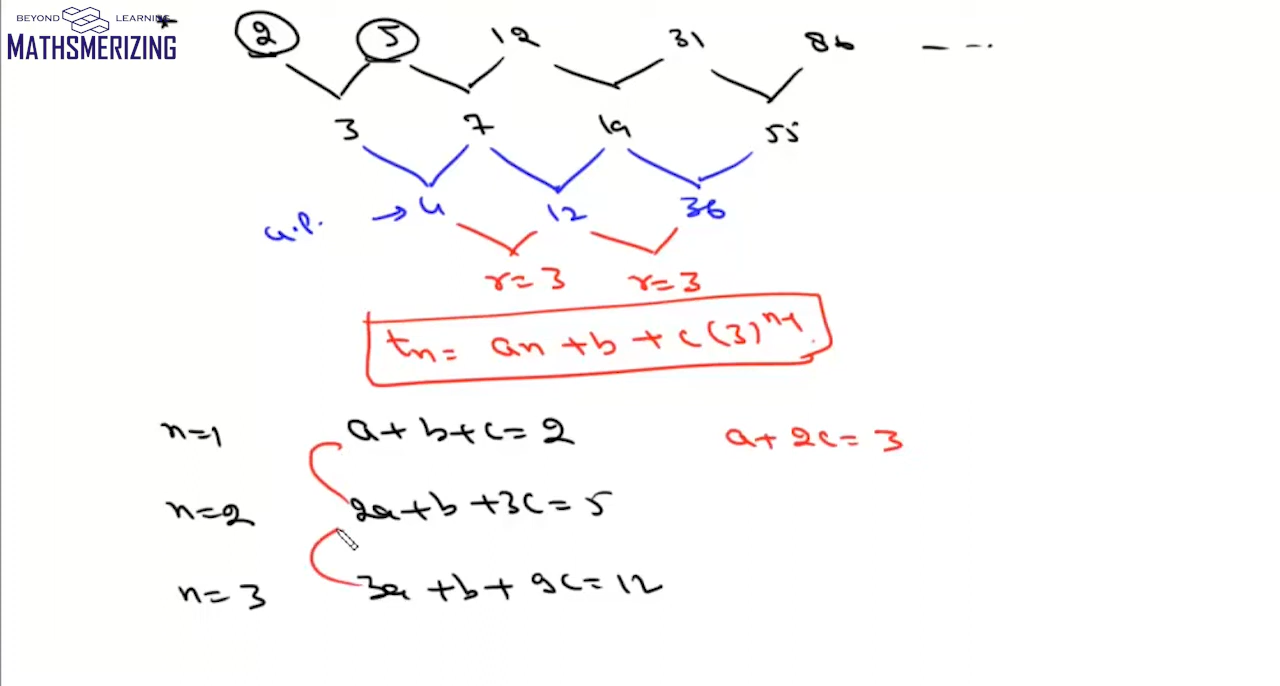 BEYOND LEARNING
MATHSMERIZING
2 5 12 31 86 -----
3 7 19 55
G.P. → 4 12 36
r=3 r=3
tn= an +b + c(3)^n-1
n=1 a+b+c=2 a+2c=3
n=2 2a+b+3c=5
n=3 3a+b+9c=12